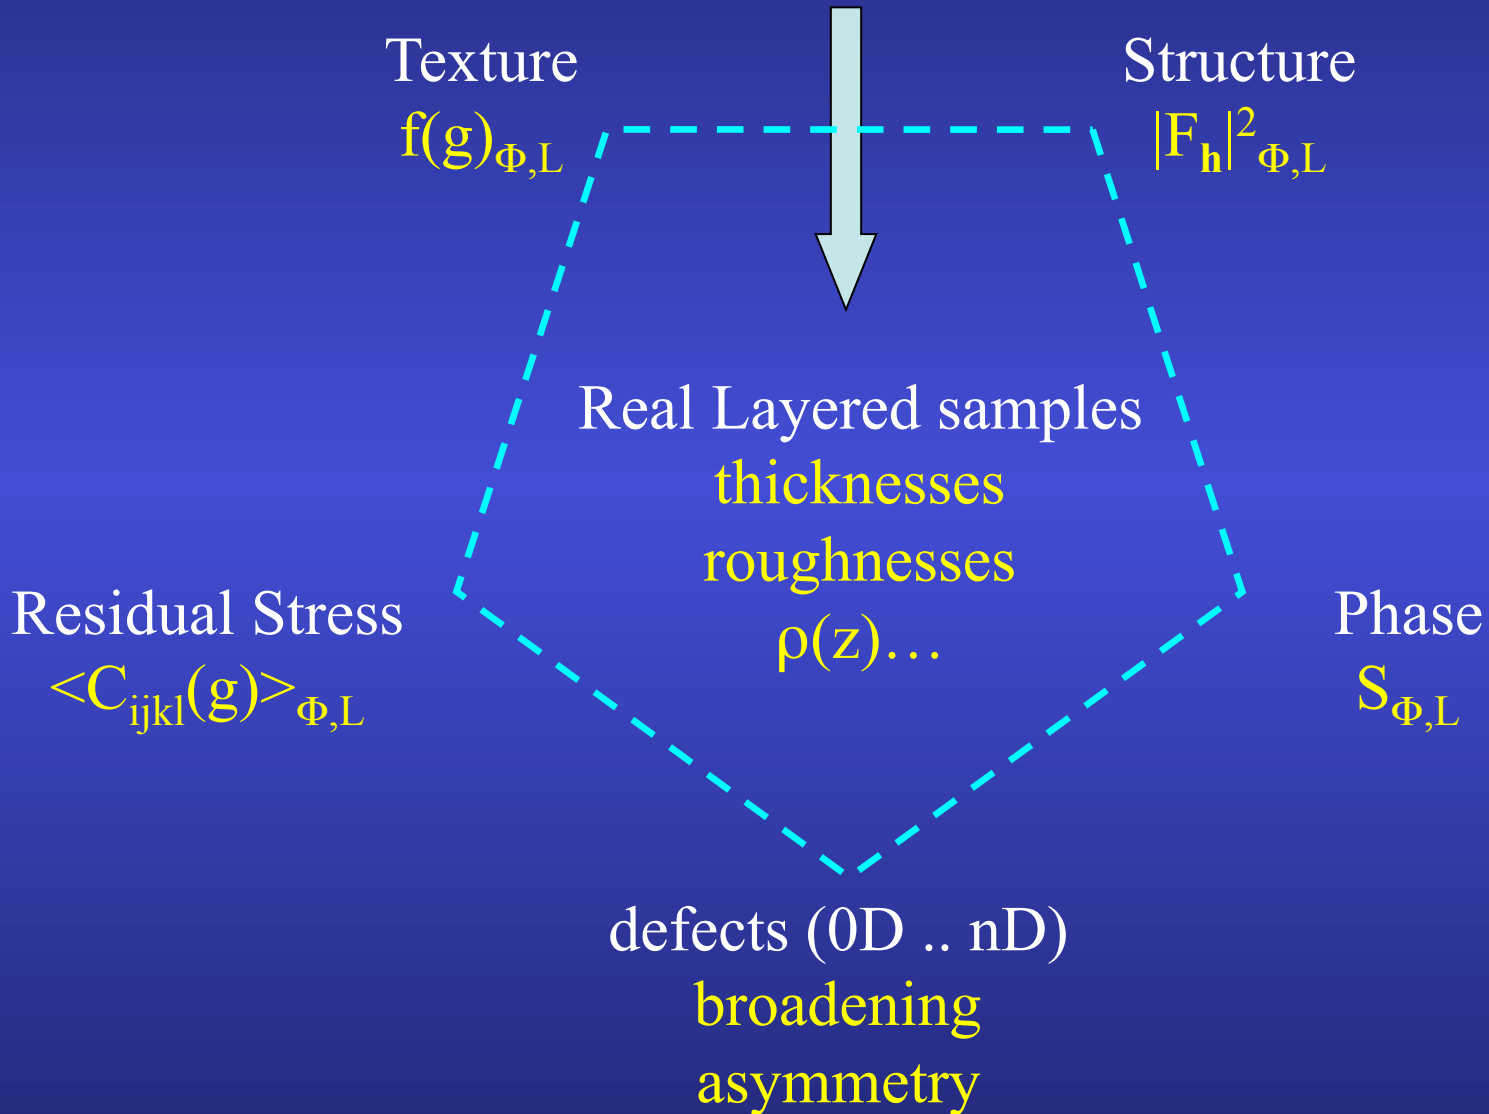 Texture
f(g)Φ,L
Structure
|Fh|2Φ,L
Real Layered samples
thicknesses
roughnesses
ρ(z)…
Residual Stress
<Cijkl(g)>Φ,L
Phase
SΦ,L
defects (0D .. nD)
broadening
asymmetry